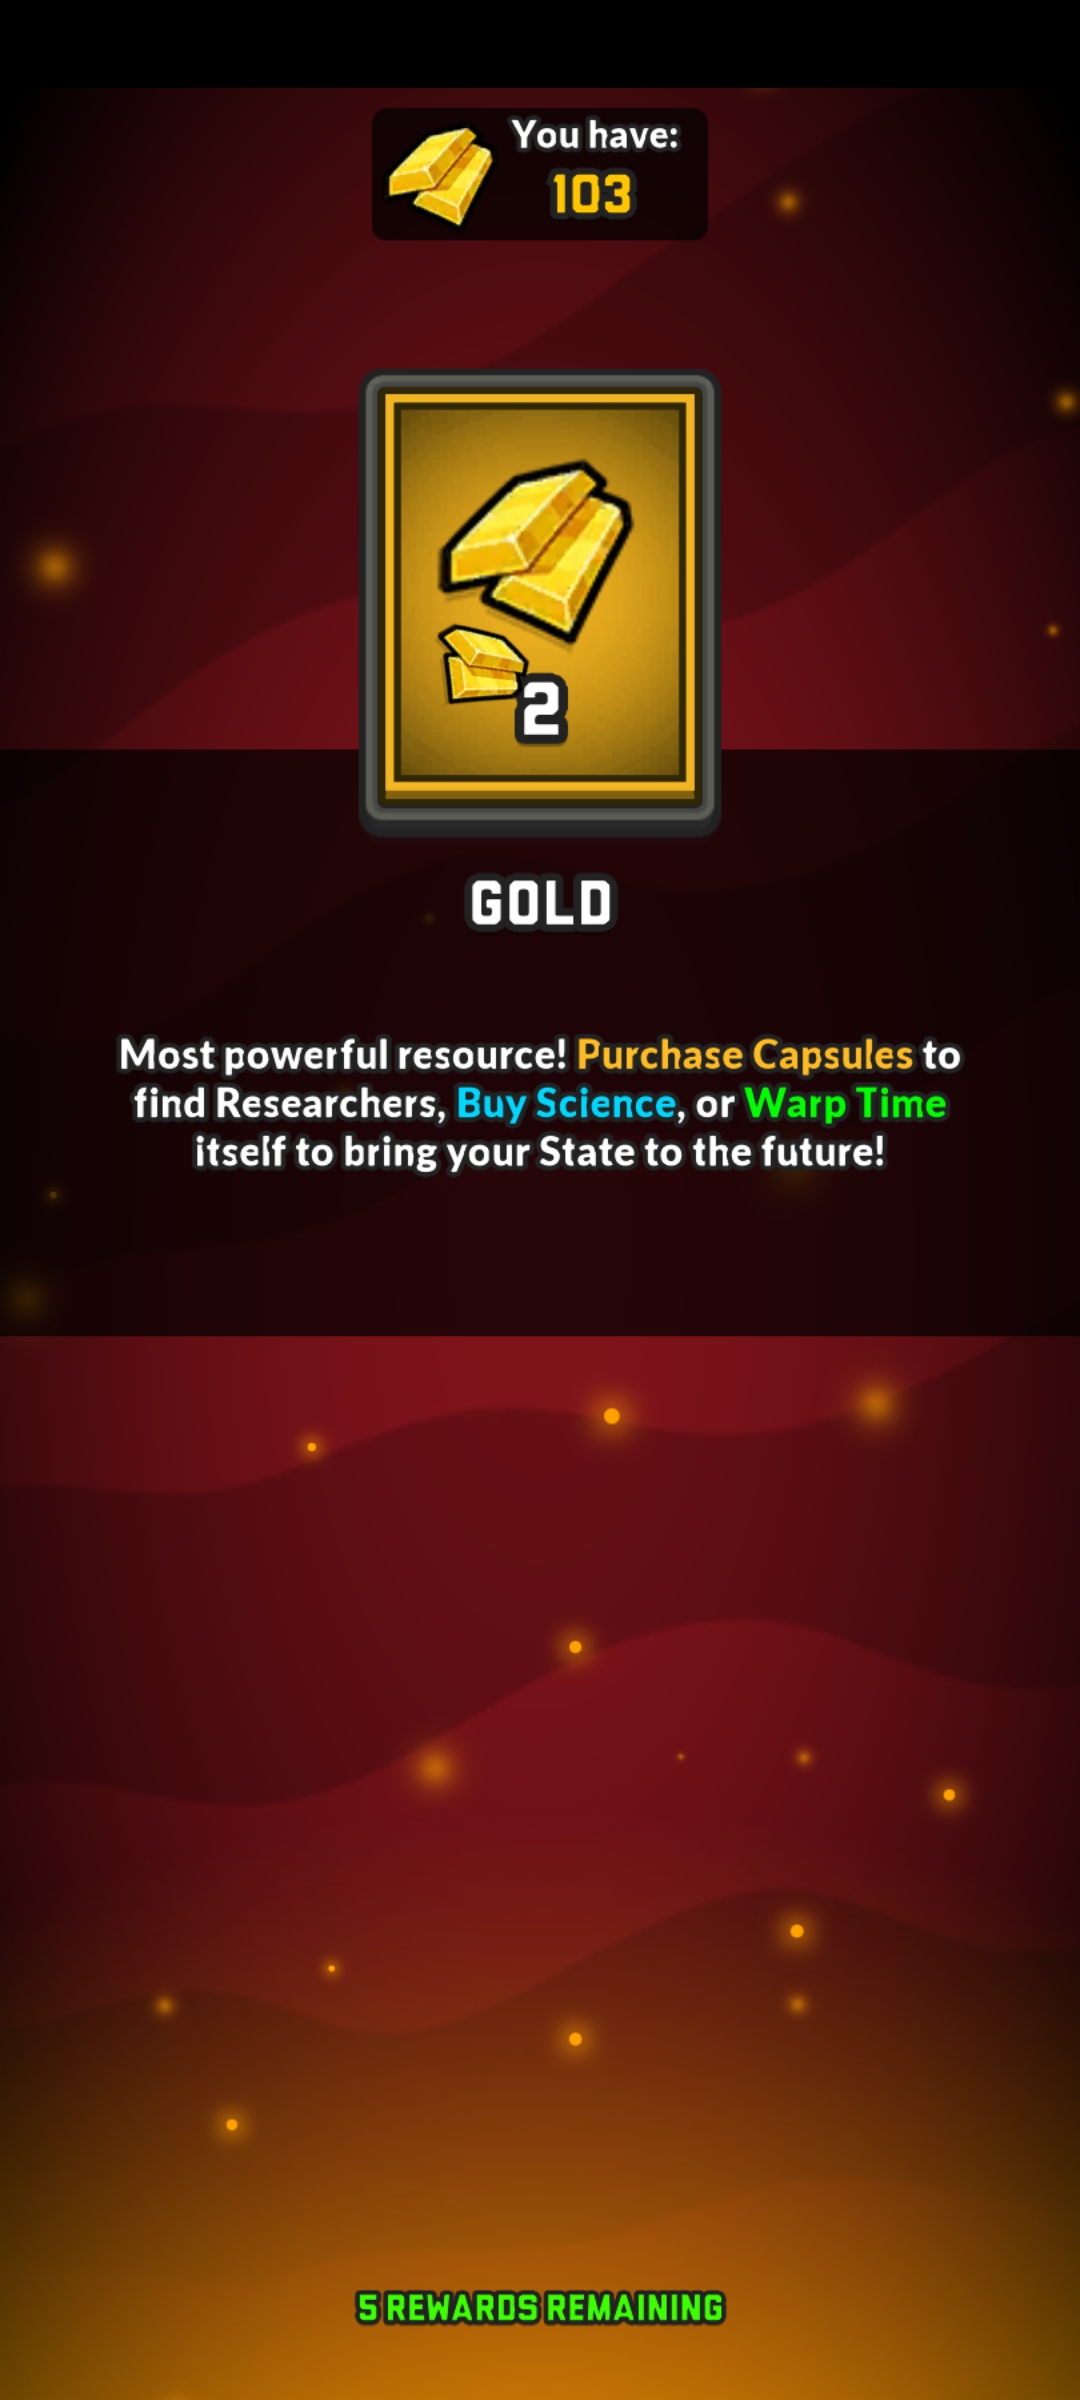 You have:
103
2
GOLD
Most powerful resource! Purchase Capsules to
find Researchers, Buy Science, or Warp Time
itself to bring your State to the future!
5 REWARDS REMAINING